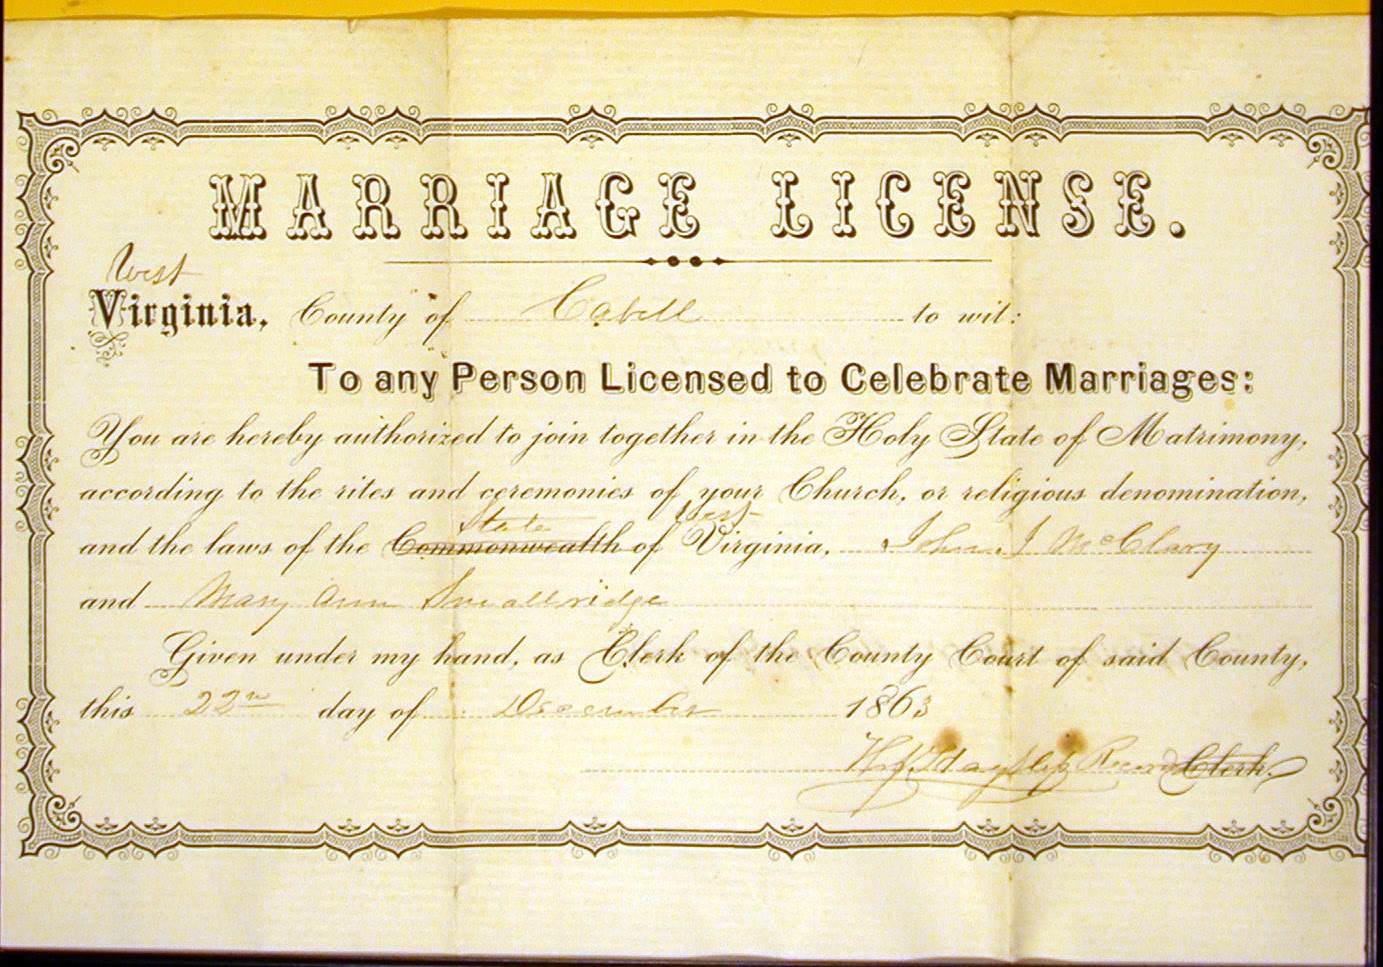 MARRIAGE LICENSE.
West
Virginia, County of Cabell to wit:
To any Person Licensed to Celebrate Marriages:
You are hereby authorized to join together in the Holy State of Matrimony,
according to the rites and ceremonies of your Church, or religious denomination,
State West
and the laws of the Commonwealth of Virginia, John J McClary
and Mary Ann Smallridge
Given under my hand, as Clerk of the County Court of said County,
this 22n day of December 1863
Clerk.